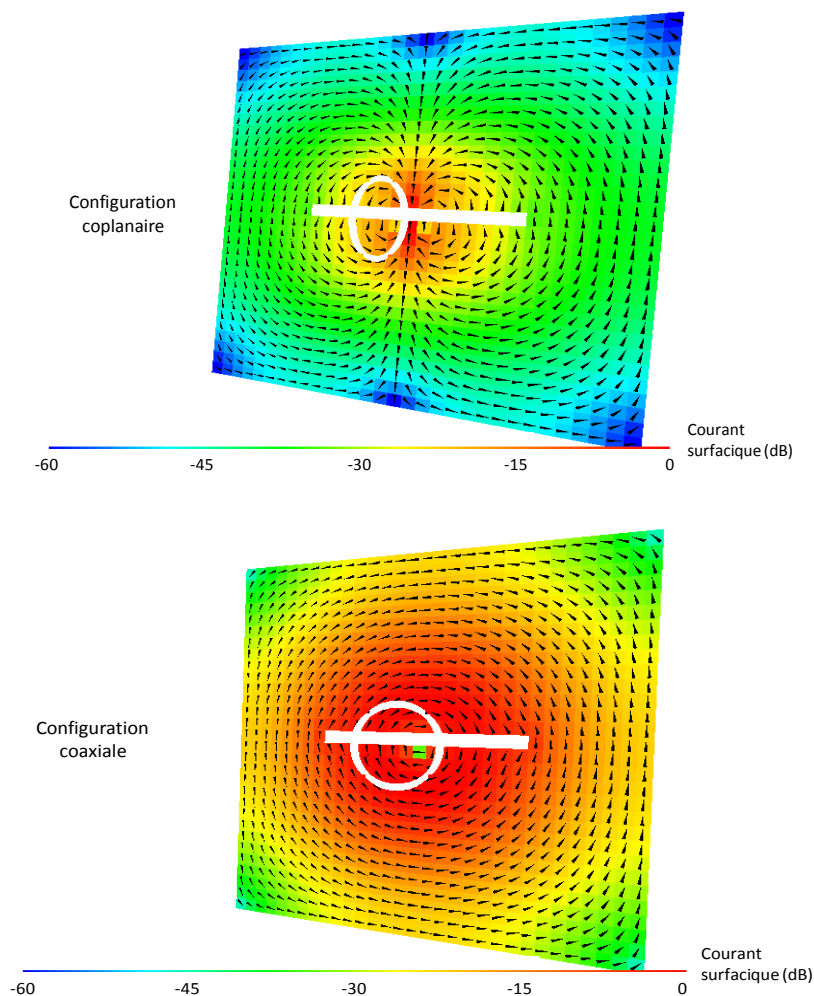 Configuration
coplanaire
Courant
surfacique (dB)
-60 -45 -30 -15 0
Configuration
coaxiale
Courant
surfacique (dB)
-60 -45 -30 -15 0